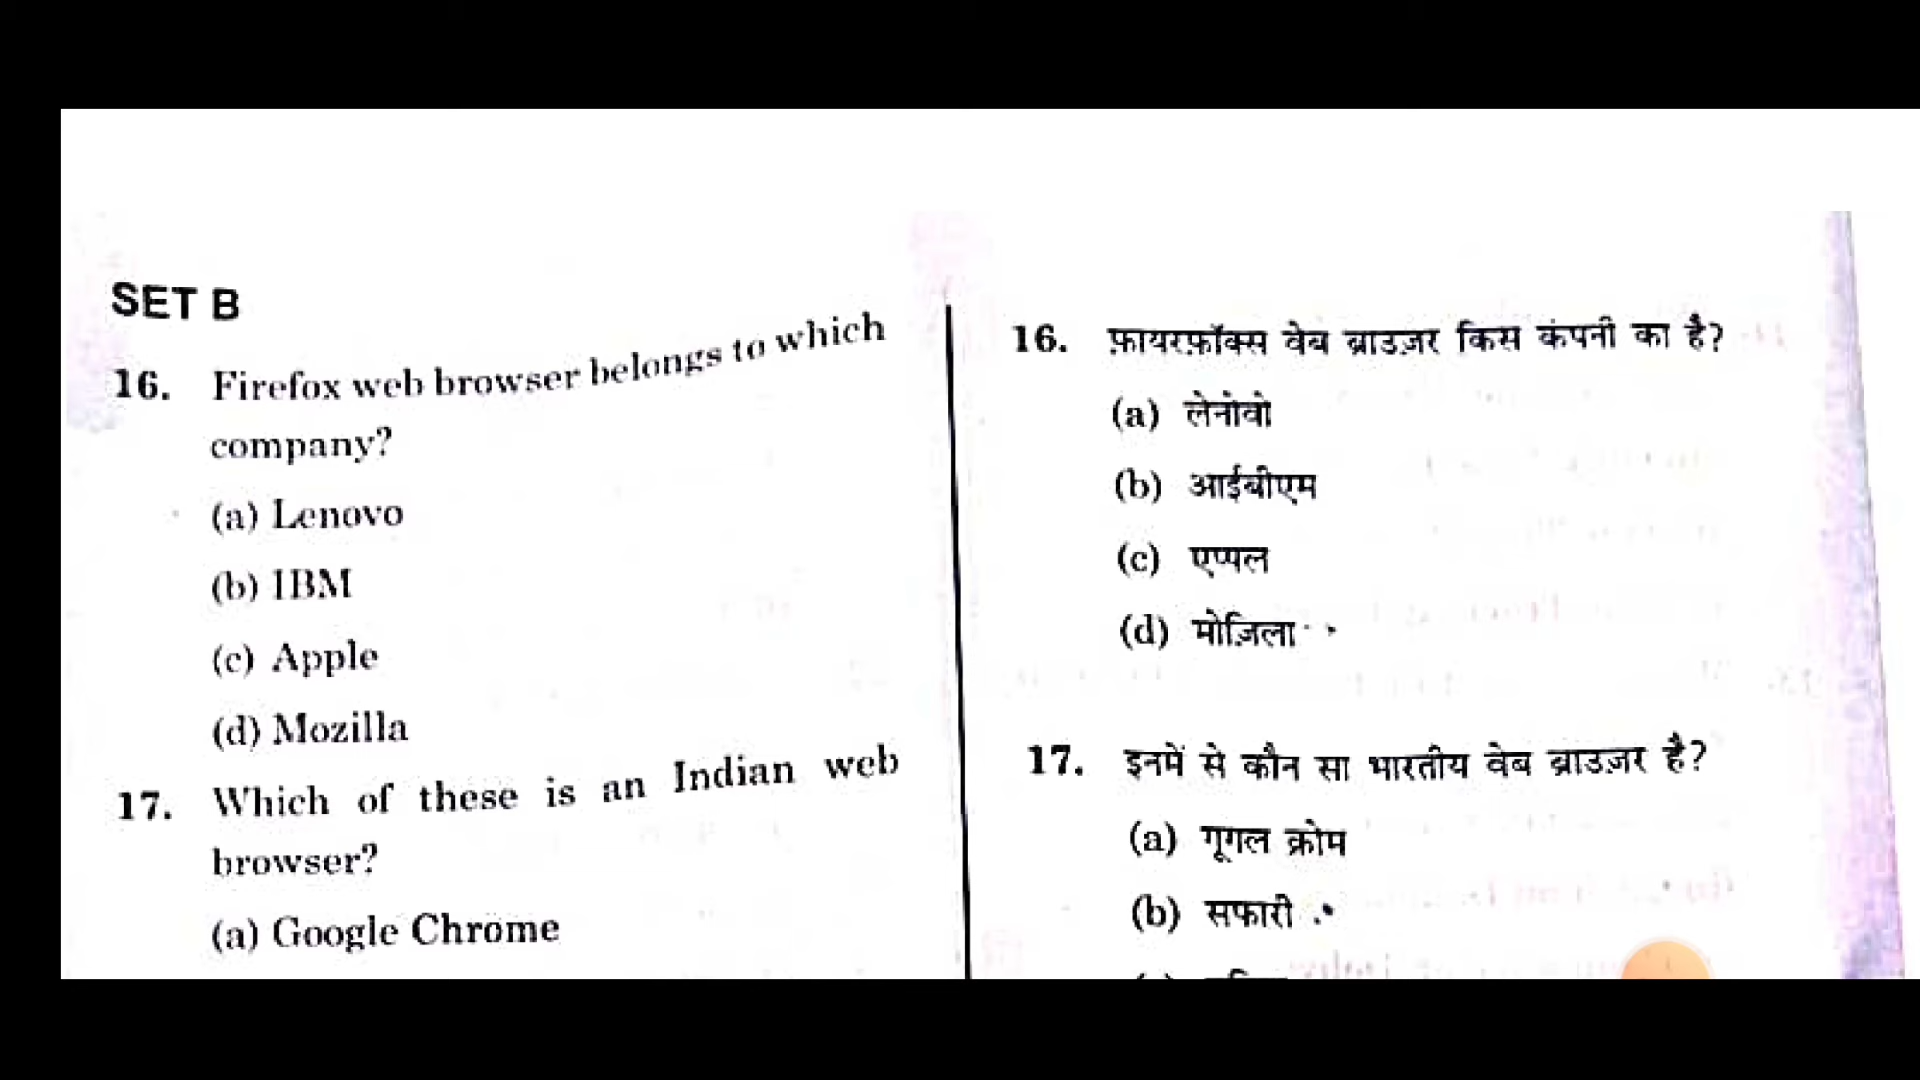 SET B
16. Firefox web browser belongs to which
company?
(a) Lenovo
(b) IBM
(c) Apple
(d) Mozilla
17. Which of these is an Indian web
browser?
(a) Google Chrome
16. फ़ायरफ़ॉक्स वेब ब्राउज़र किस कंपनी का है?
(a) लेनोवो
(b) आईबीएम
(c) एप्पल
(d) मोज़िला
17. इनमें से कौन सा भारतीय वेब ब्राउज़र है?
(a) गूगल क्रोम
(b) सफारी